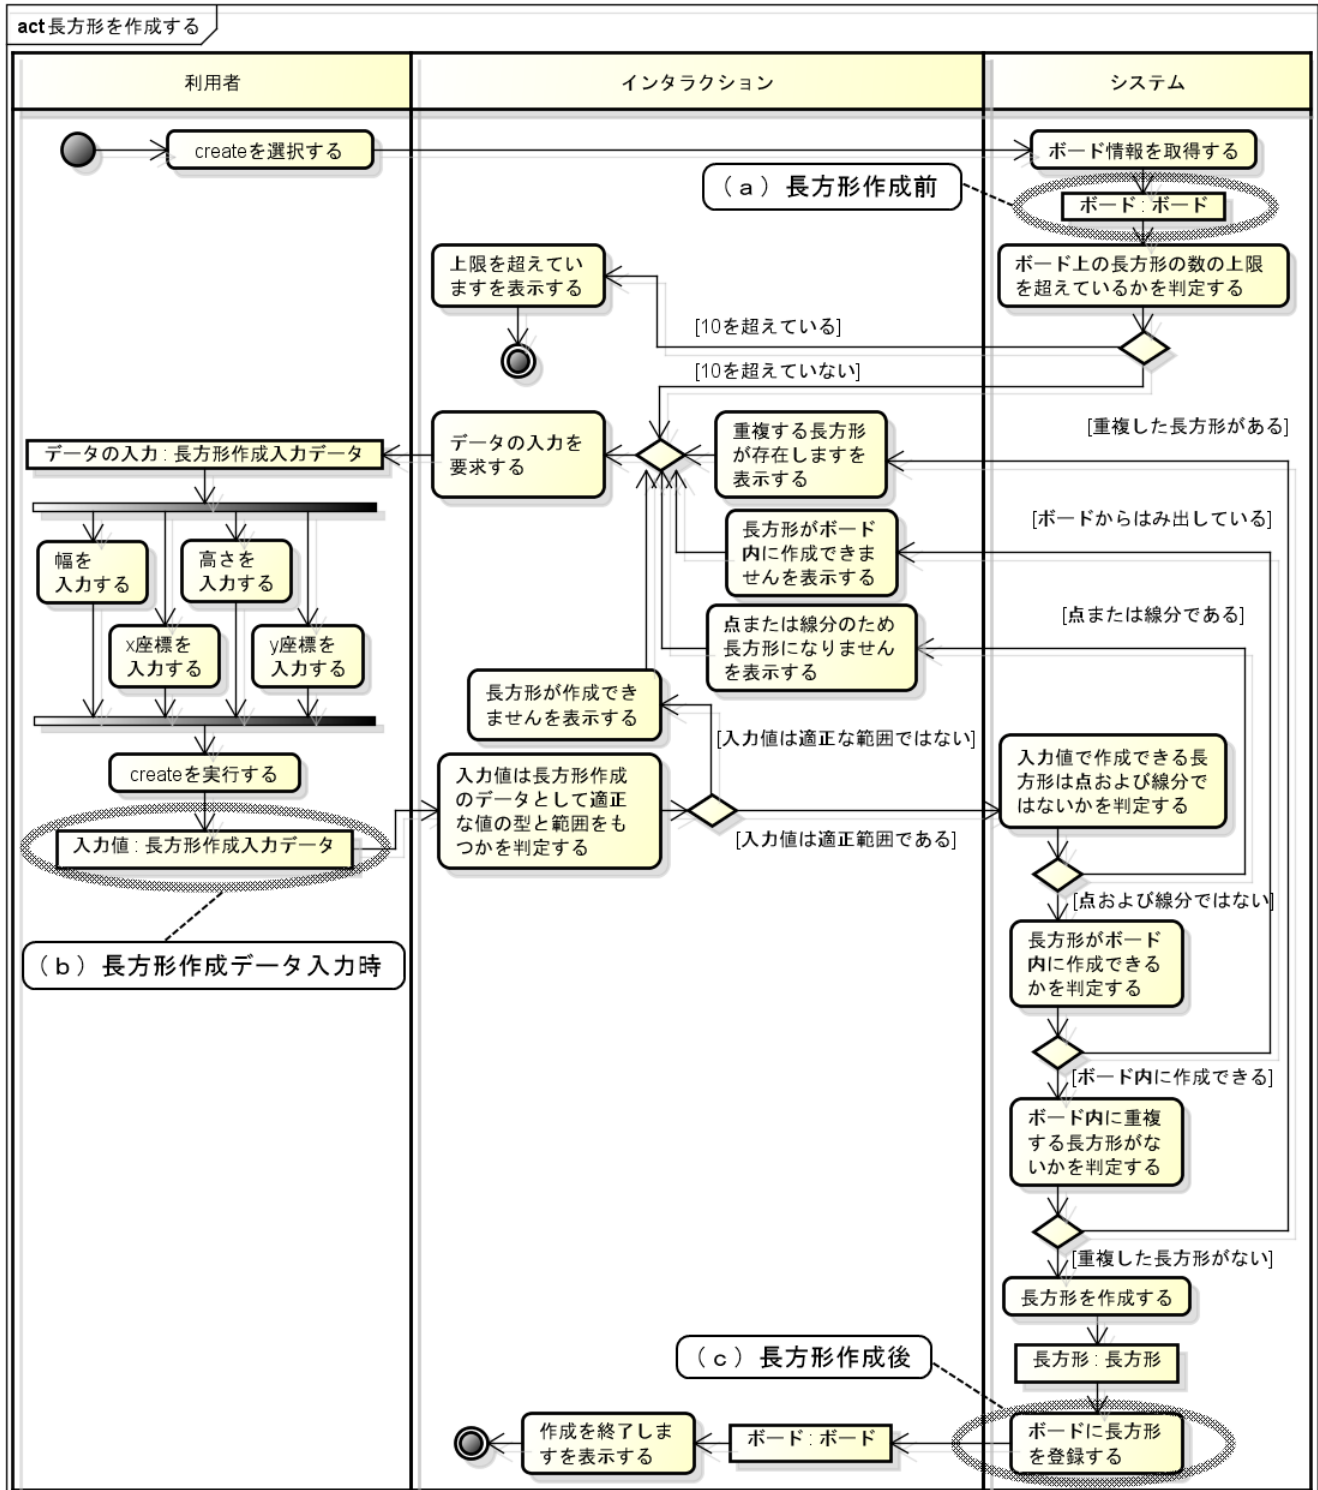 act 長方形を作成する
利用者
インタラクション
システム
createを選択する
ボード情報を取得する
（a）長方形作成前
ボード : ボード
上限を超えてい
ますを表示する
ボード上の長方形の数の上限
を超えているかを判定する
[10を超えている]
[10を超えていない]
[重複した長方形がある]
データの入力 : 長方形作成入力データ
データの入力を
要求する
重複する長方形
が存在しますを
表示する
[ボードからはみ出している]
長方形がボード
内に作成できま
せんを表示する
幅を
入力する
高さを
入力する
x座標を
入力する
y座標を
入力する
[点または線分である]
点または線分のため
長方形になりません
を表示する
長方形が作成でき
ませんを表示する
[入力値は適正な範囲ではない]
createを実行する
入力値は長方形作成
のデータとして適正
な値の型と範囲をも
つかを判定する
入力値で作成できる長
方形は点および線分で
はないかを判定する
[入力値は適正範囲である]
入力値 : 長方形作成入力データ
[点および線分ではない]
（b）長方形作成データ入力時
長方形がボード
内に作成できる
かを判定する
[ボード内に作成できる]
ボード内に重複
する長方形がな
いかを判定する
[重複した長方形がない]
長方形を作成する
（c）長方形作成後
長方形 : 長方形
作成を終了しま
すを表示する
ボード : ボード
ボードに長方形
を登録する